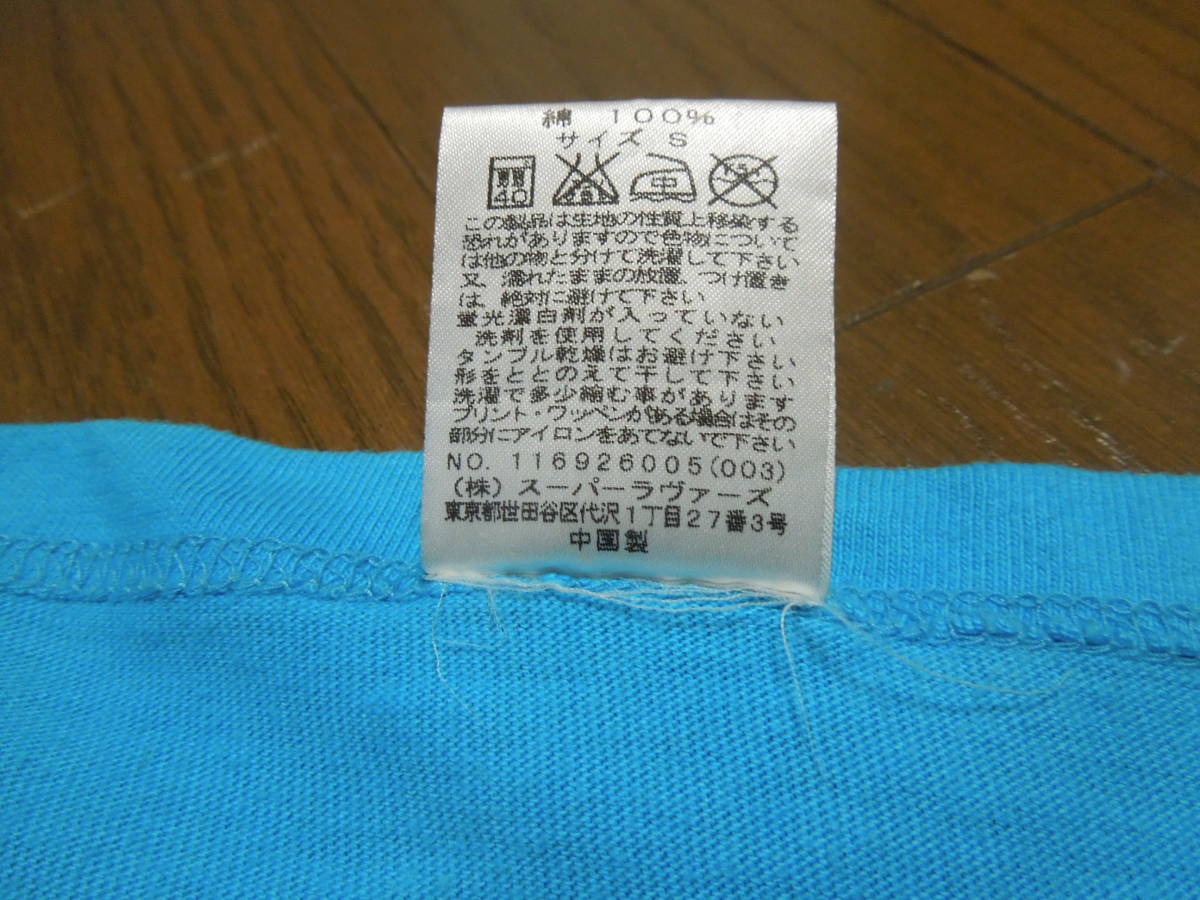 綿 100%
サイズ S
40
この製品は生地の性質上移染する
恐れがありますので色物について
は他の物と分けて洗濯して下さい
又、濡れたままの放置、つけ置き
は、絶対に避けて下さい
蛍光漂白剤が入っていない
洗剤を使用してください
タンブル乾燥はお避け下さい
形をととのえて干して下さい
洗濯で多少縮む事があります
プリント・ワッペンがある場合はその
部分にアイロンをあてないで下さい
NO. 116926005(003)
(株)スーパーラヴァーズ
東京都世田谷区代沢1丁目27番3号
中国製